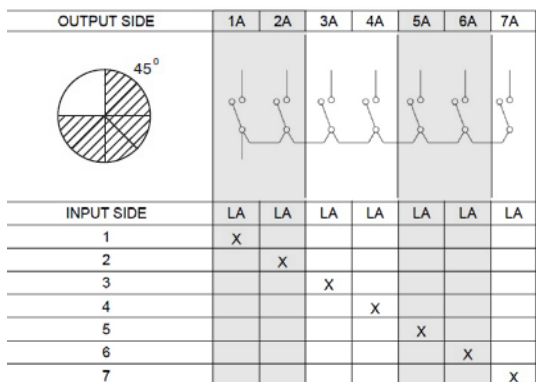 OUTPUT SIDE 1A 2A 3A 4A 5A 6A 7A
45°
INPUT SIDE LA LA LA LA LA LA LA
1 X
2 X
3 X
4 X
5 X
6 X
7 X